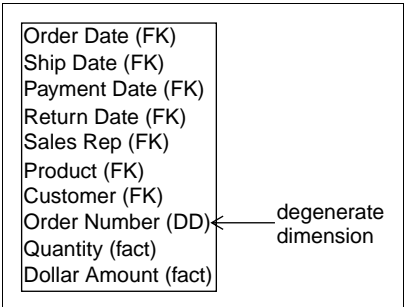 Order Date (FK)
Ship Date (FK)
Payment Date (FK)
Return Date (FK)
Sales Rep (FK)
Product (FK)
Customer (FK)
Order Number (DD)
degenerate
dimension
Quantity (fact)
Dollar Amount (fact)